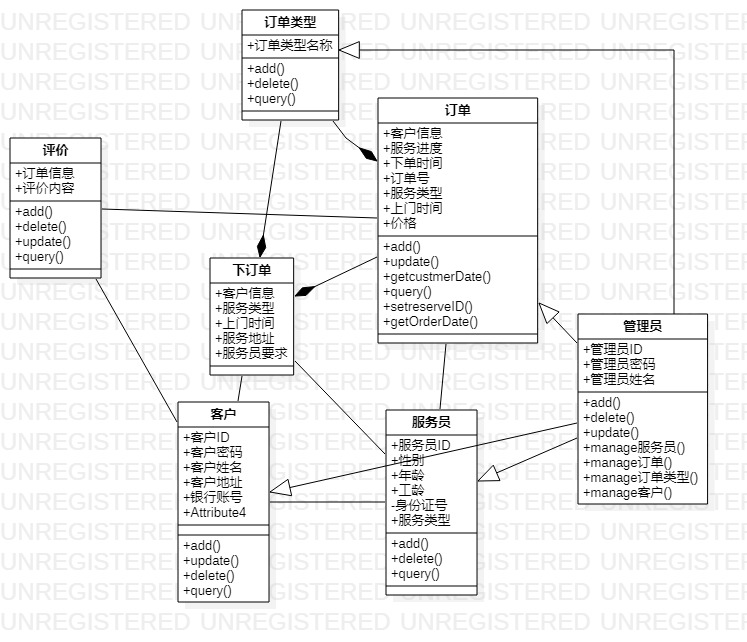 订单类型
+订单类型名称
+add()
+delete()
+query()
订单
+客户信息
+服务进度
+下单时间
+订单号
+服务类型
+上门时间
+价格
+add()
+update()
+getcustmerDate()
+query()
+setreserveID()
+getOrderDate()
评价
+订单信息
+评价内容
+add()
+delete()
+update()
+query()
下订单
+客户信息
+服务类型
+上门时间
+服务地址
+服务员要求
管理员
+管理员ID
+管理员密码
+管理员姓名
+add()
+delete()
+update()
+manage服务员()
+manage订单()
+manage订单类型()
+manage客户()
客户
+客户ID
+客户密码
+客户姓名
+客户地址
+银行账号
+Attribute4
+add()
+update()
+delete()
+query()
服务员
+服务员ID
+性别
+年龄
+工龄
-身份证号
+服务类型
+add()
+delete()
+query()
UNREGISTERED